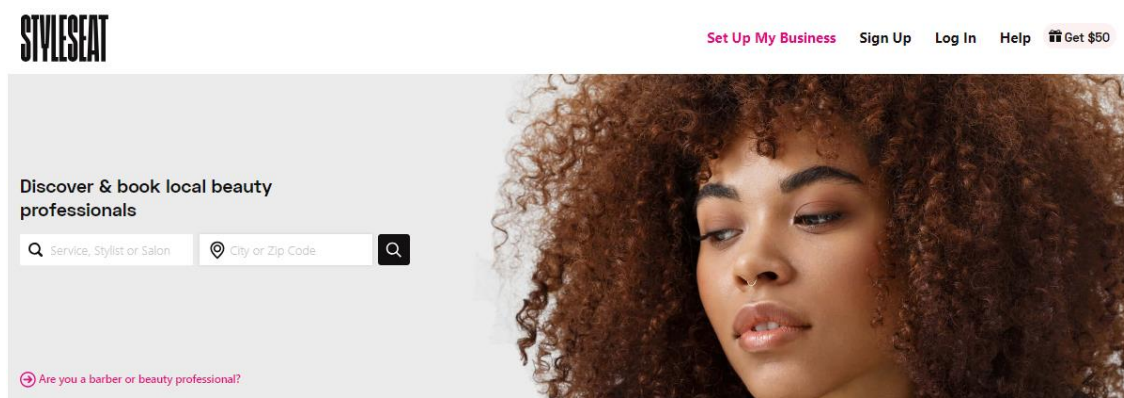 STYLESEAT
Set Up My Business
Sign Up
Log In
Help
Get $50
Discover & book local beauty
professionals
Service, Stylist or Salon
City or Zip Code
Are you a barber or beauty professional?